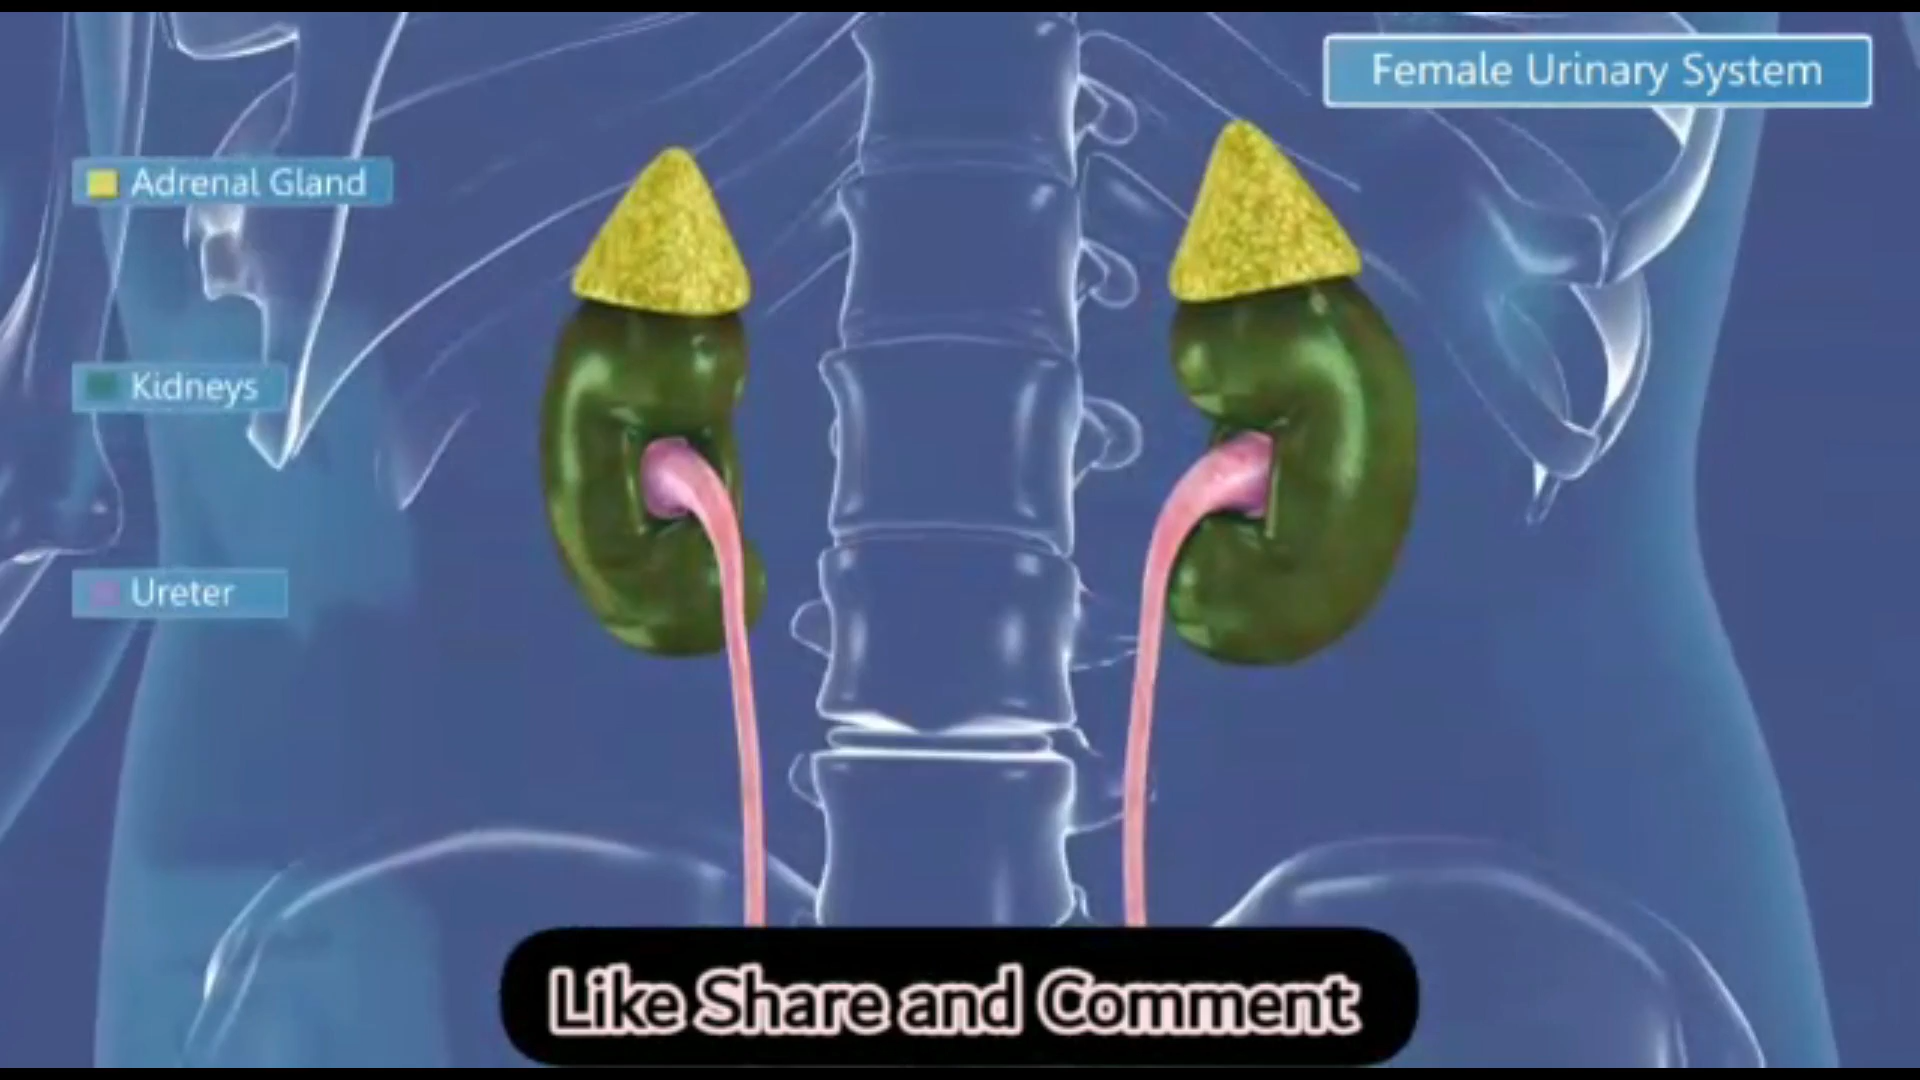 Female Urinary System
Adrenal Gland
Kidneys
Ureter
Like Share and Comment